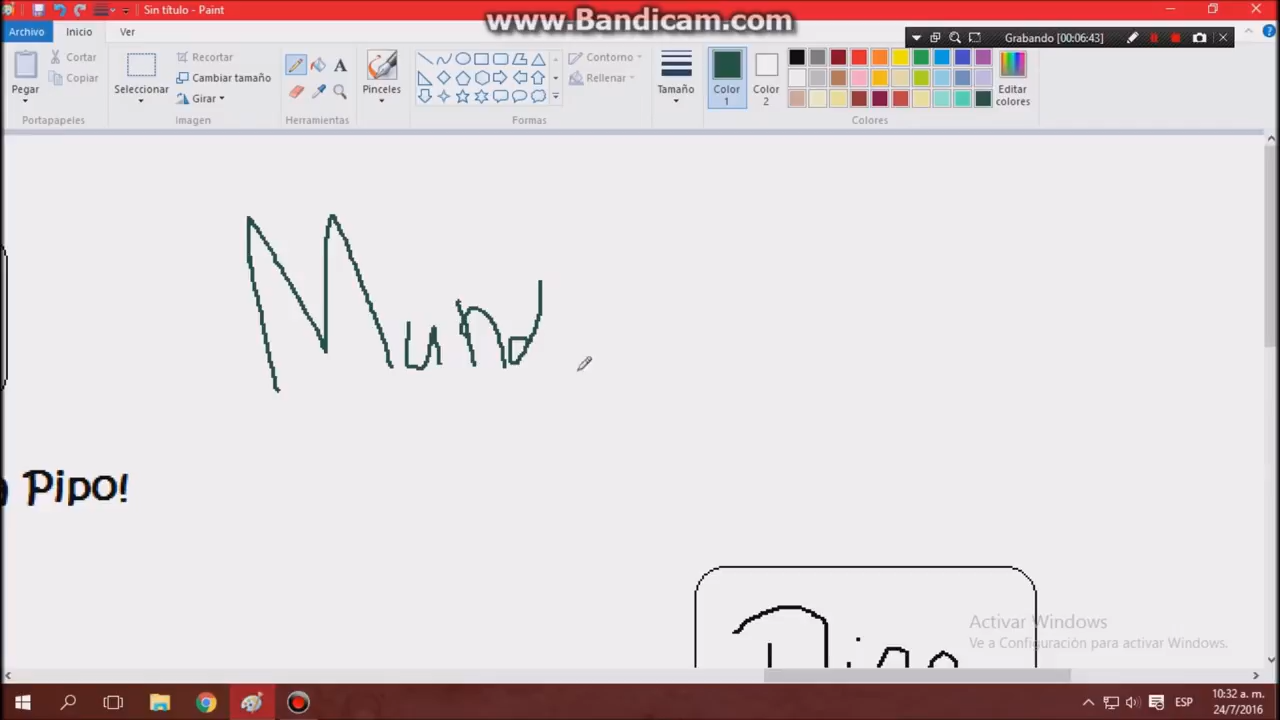 www.Bandicam.com
Sin título - Paint
Archivo Inicio Ver
Grabando [00:06:43]
Pegar
Cortar
Copiar
Portapapeles
Seleccionar
Recortar
Cambiar tamaño
Girar
Imagen
A
Herramientas
Pinceles
Contorno
Rellenar
Formas
Tamaño
Color 1
Color 2
Editar colores
Colores
Mund
Pipo!
Pipo
Activar Windows
Ve a Configuración para activar Windows.
ESP
10:32 a. m.
24/7/2016